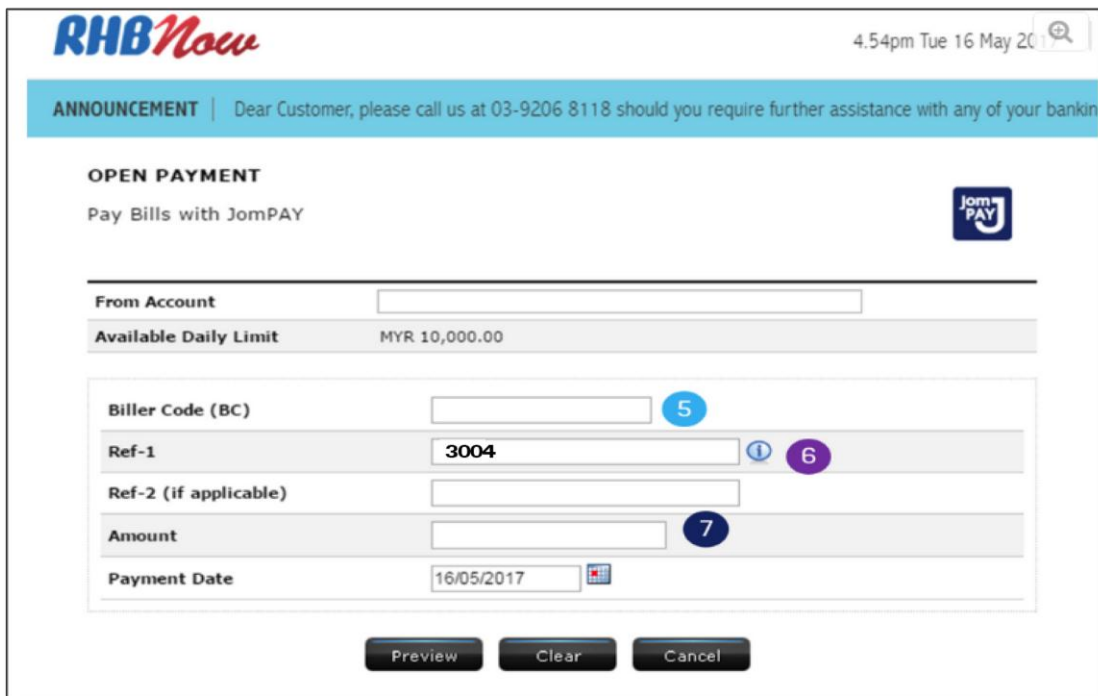 RHBNow
4.54pm Tue 16 May 20
ANNOUNCEMENT | Dear Customer, please call us at 03-9206 8118 should you require further assistance with any of your bankin
OPEN PAYMENT
Pay Bills with JomPAY
Jom
PAY
From Account
Available Daily Limit MYR 10,000.00
Biller Code (BC) 5
Ref-1 3004 i 6
Ref-2 (if applicable)
Amount 7
Payment Date 16/05/2017
Preview Clear Cancel